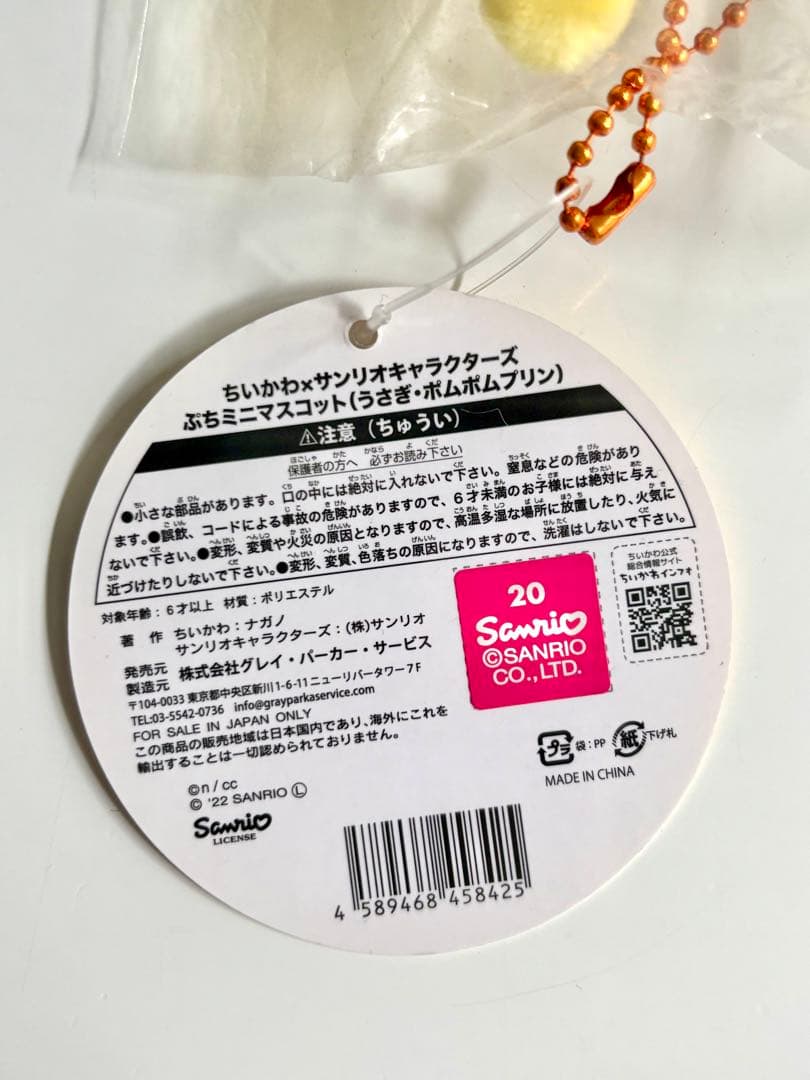 ちいかわ×サンリオキャラクターズ
ぷちミニマスコット(うさぎ・ポムポムプリン)
⚠注意(ちゅうい)
保護者の方へ 必ずお読み下さい
●小さな部品があります。口の中には絶対に入れないで下さい。窒息などの危険があり
ます。●誤飲、コードによる事故の危険がありますので、6才未満のお子様には絶対に与え
ないで下さい。●変形、変質や火災の原因となりますので、高温多湿な場所に放置したり、火気に
近づけたりしないで下さい。●変形、変質、色落ちの原因になりますので、洗濯はしないで下さい。
対象年齢:6才以上 材質:ポリエステル
著 作 ちいかわ:ナガノ
サンリオキャラクターズ:(株)サンリオ
発売元
製造元 株式会社グレイ・パーカー・サービス
〒104-0033 東京都中央区新川1-6-11ニューリバータワー7F
TEL:03-5542-0736 info@grayparkaservice.com
FOR SALE IN JAPAN ONLY
この商品の販売地域は日本国内であり、海外にこれを
輸出することは一切認められておりません。
©n / cc
© '22 SANRIO Ⓛ
Sanrio
LICENSE
20
Sanrio
©SANRIO
CO.,LTD.
ちいかわ公式
総合情報サイト
ちいかわインフォ
プラ 袋:PP 紙 下げ札
MADE IN CHINA
4 589468 458425